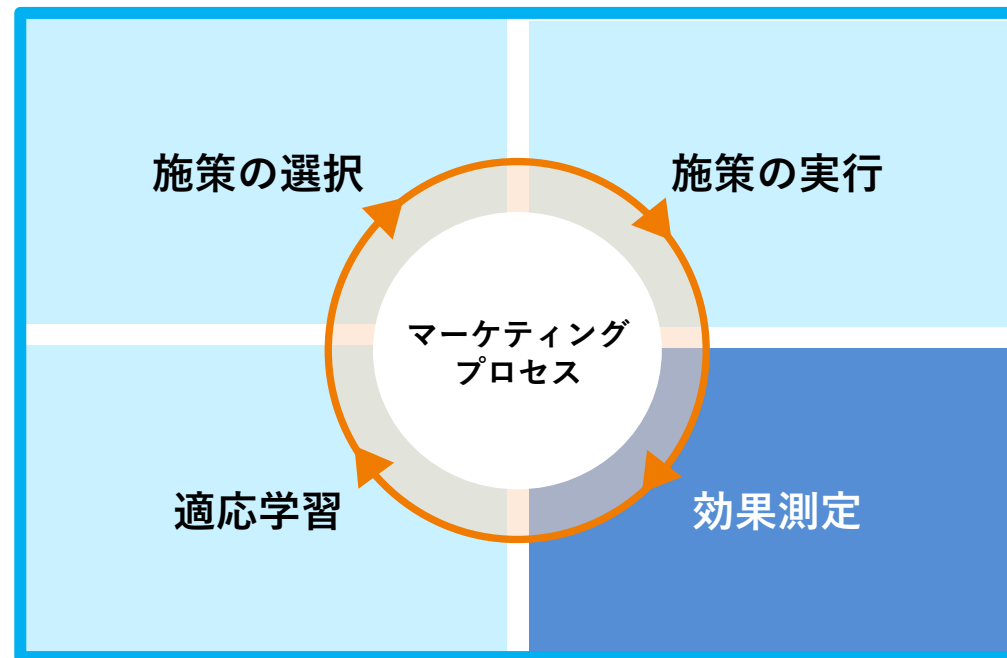 施策の選択
施策の実行
マーケティング
プロセス
適応学習
効果測定